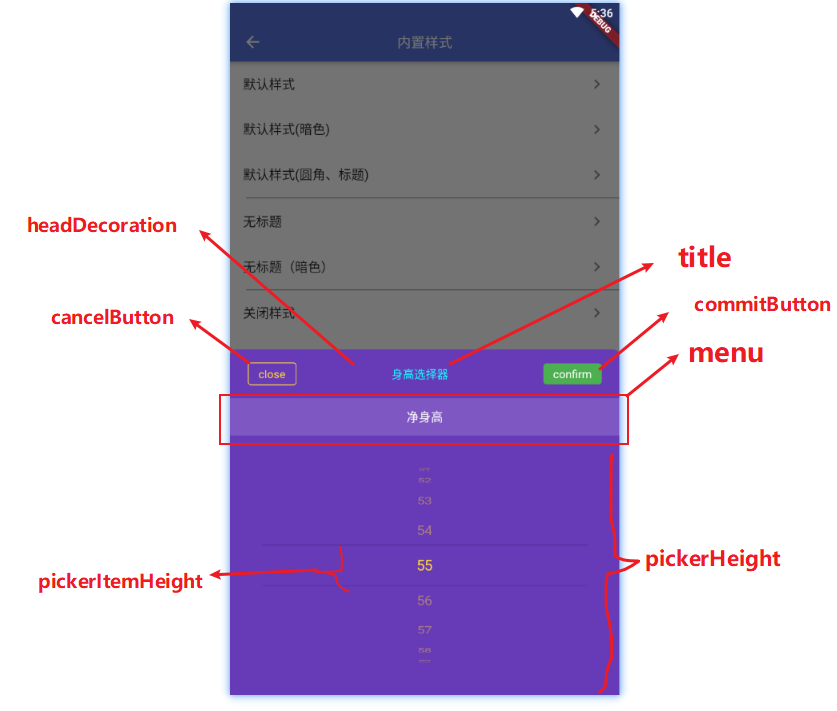 5:36
DEBUG
内置样式
默认样式
默认样式(暗色)
默认样式(圆角、标题)
headDecoration
无标题
title
无标题（暗色）
cancelButton
commitButton
关闭样式
menu
close
身高选择器
confirm
净身高
52
53
54
pickerHeight
55
pickerItemHeight
56
57
58